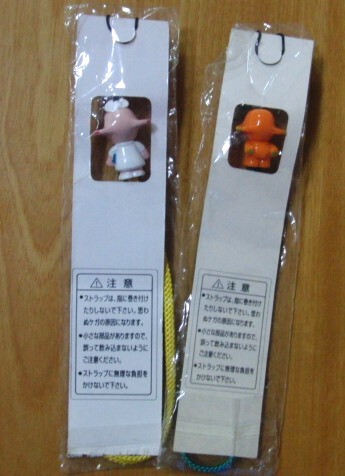 ⚠ 注意
●ストラップは、指に巻き付け
たりしないで下さい。思わ
ぬケガの原因になります。
●小さな部品がありますので、
誤って飲み込まないように
ご注意ください。
●ストラップに無理な負担を
かけないで下さい。
⚠ 注意
●ストラップは、指に巻き付け
たりしないで下さい。思わ
ぬケガの原因になります。
●小さな部品がありますので、
誤って飲み込まないように
ご注意ください。
●ストラップに無理な負担を
かけないで下さい。